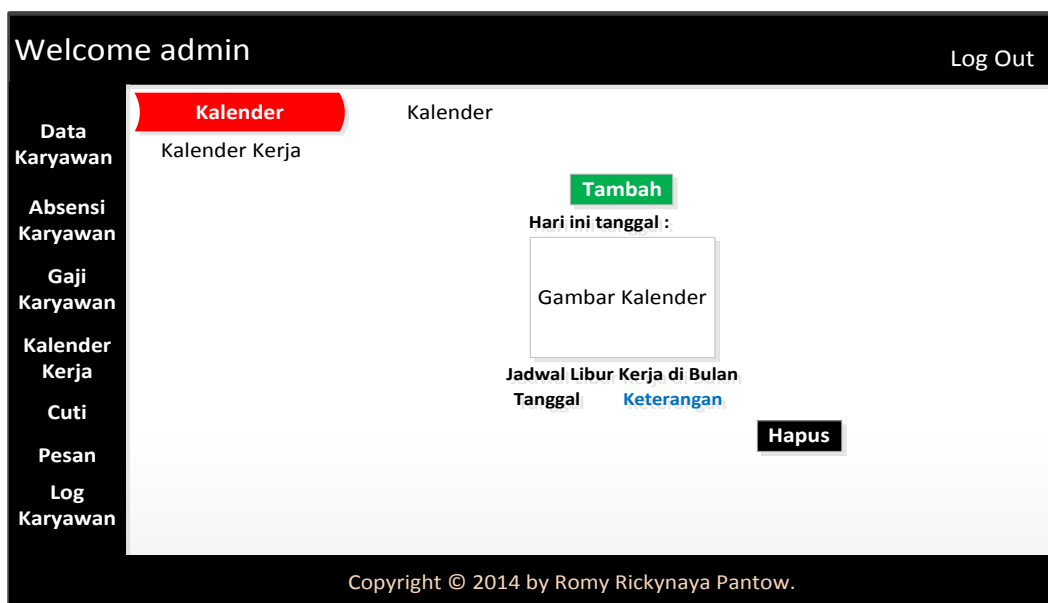 Welcome admin
Log Out
Data
Karyawan
Absensi
Karyawan
Gaji
Karyawan
Kalender
Kerja
Cuti
Pesan
Log
Karyawan
Kalender
Kalender
Kalender Kerja
Tambah
Hari ini tanggal :
Gambar Kalender
Jadwal Libur Kerja di Bulan
Tanggal Keterangan
Hapus
Copyright © 2014 by Romy Rickynaya Pantow.